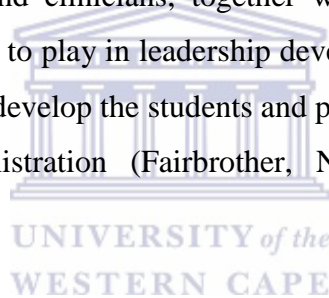 and clinicians, together w
to play in leadership deve
develop the students and p
istration (Fairbrother, N
UNIVERSITY of the
WESTERN CAPE